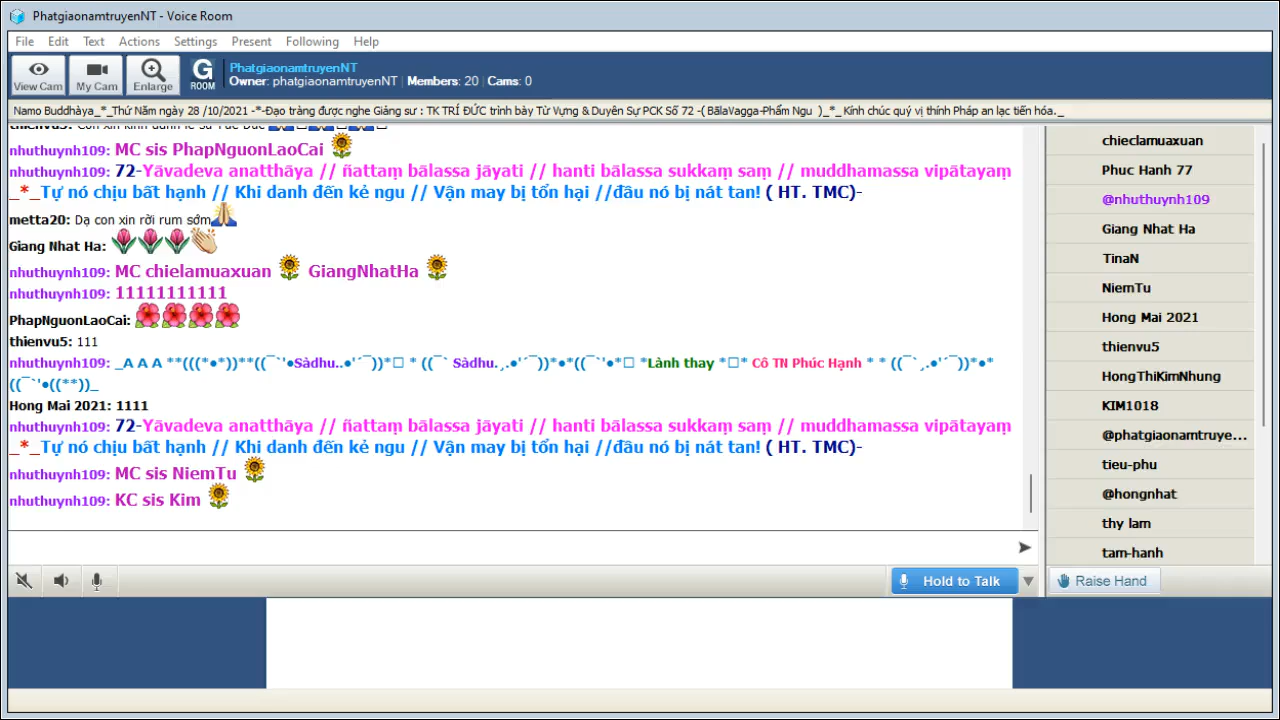 PhatgiaonamtruyenNT - Voice Room
File Edit Text Actions Settings Present Following Help
View Cam My Cam Enlarge G ROOM
PhatgiaonamtruyenNT
Owner: phatgiaonamtruyenNT | Members: 20 | Cams: 0
Namo Buddhàya_*_Thứ Năm ngày 28 /10/2021 -*-Đạo tràng được nghe Giảng sư : TK TRÍ ĐỨC trình bày Từ Vựng & Duyên Sự PCK Số 72 -( BālaVagga-Phẩm Ngu )_*_Kính chúc quý vị thính Pháp an lạc tiến hóa._
nhuthuynh109: MC sis PhapNguonLaoCai
nhuthuynh109: 72-Yāvadeva anatthāya // ñattaṃ bālassa jāyati // hanti bālassa sukkaṃ saṃ // muddhamassa vipātayaṃ
_*_Tự nó chịu bất hạnh // Khi danh đến kẻ ngu // Vận may bị tổn hại //đầu nó bị nát tan! ( HT. TMC)-
metta20: Dạ con xin rời rum sớm
Giang Nhat Ha:
nhuthuynh109: MC chielamuaxuan GiangNhatHa
nhuthuynh109: 11111111111
PhapNguonLaoCai:
thienvu5: 111
nhuthuynh109: _A A A **(((*●*))**((¯`'●Sàdhu..●'´¯))*□ * ((¯` Sàdhu.¸.●'´¯))*●*((¯`'●*□ *Lành thay *□* Cô TN Phúc Hạnh * * ((¯`¸.●'´¯))*●*
((¯`'●((**))_
Hong Mai 2021: 1111
nhuthuynh109: 72-Yāvadeva anatthāya // ñattaṃ bālassa jāyati // hanti bālassa sukkaṃ saṃ // muddhamassa vipātayaṃ
_*_Tự nó chịu bất hạnh // Khi danh đến kẻ ngu // Vận may bị tổn hại //đầu nó bị nát tan! ( HT. TMC)-
nhuthuynh109: MC sis NiemTu
nhuthuynh109: KC sis Kim
Hold to Talk
chieclamuaxuan
Phuc Hanh 77
@nhuthuynh109
Giang Nhat Ha
TinaN
NiemTu
Hong Mai 2021
thienvu5
HongThiKimNhung
KIM1018
@phatgiaonamtruye...
tieu-phu
@hongnhat
thy lam
tam-hanh
Raise Hand